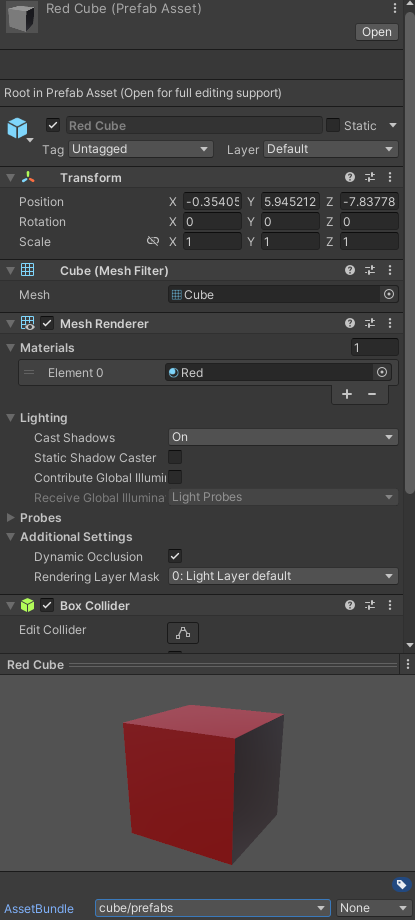 Red Cube (Prefab Asset)
Open
Root in Prefab Asset (Open for full editing support)
Red Cube
Static
Tag Untagged Layer Default
Transform
Position X -0.35405 Y 5.945212 Z -7.83778
Rotation X 0 Y 0 Z 0
Scale X 1 Y 1 Z 1
Cube (Mesh Filter)
Mesh Cube
Mesh Renderer
Materials 1
Element 0 Red
Lighting
Cast Shadows On
Static Shadow Caster
Contribute Global Illumin
Receive Global Illumina Light Probes
Probes
Additional Settings
Dynamic Occlusion
Rendering Layer Mask 0: Light Layer default
Box Collider
Edit Collider
Red Cube
AssetBundle cube/prefabs None